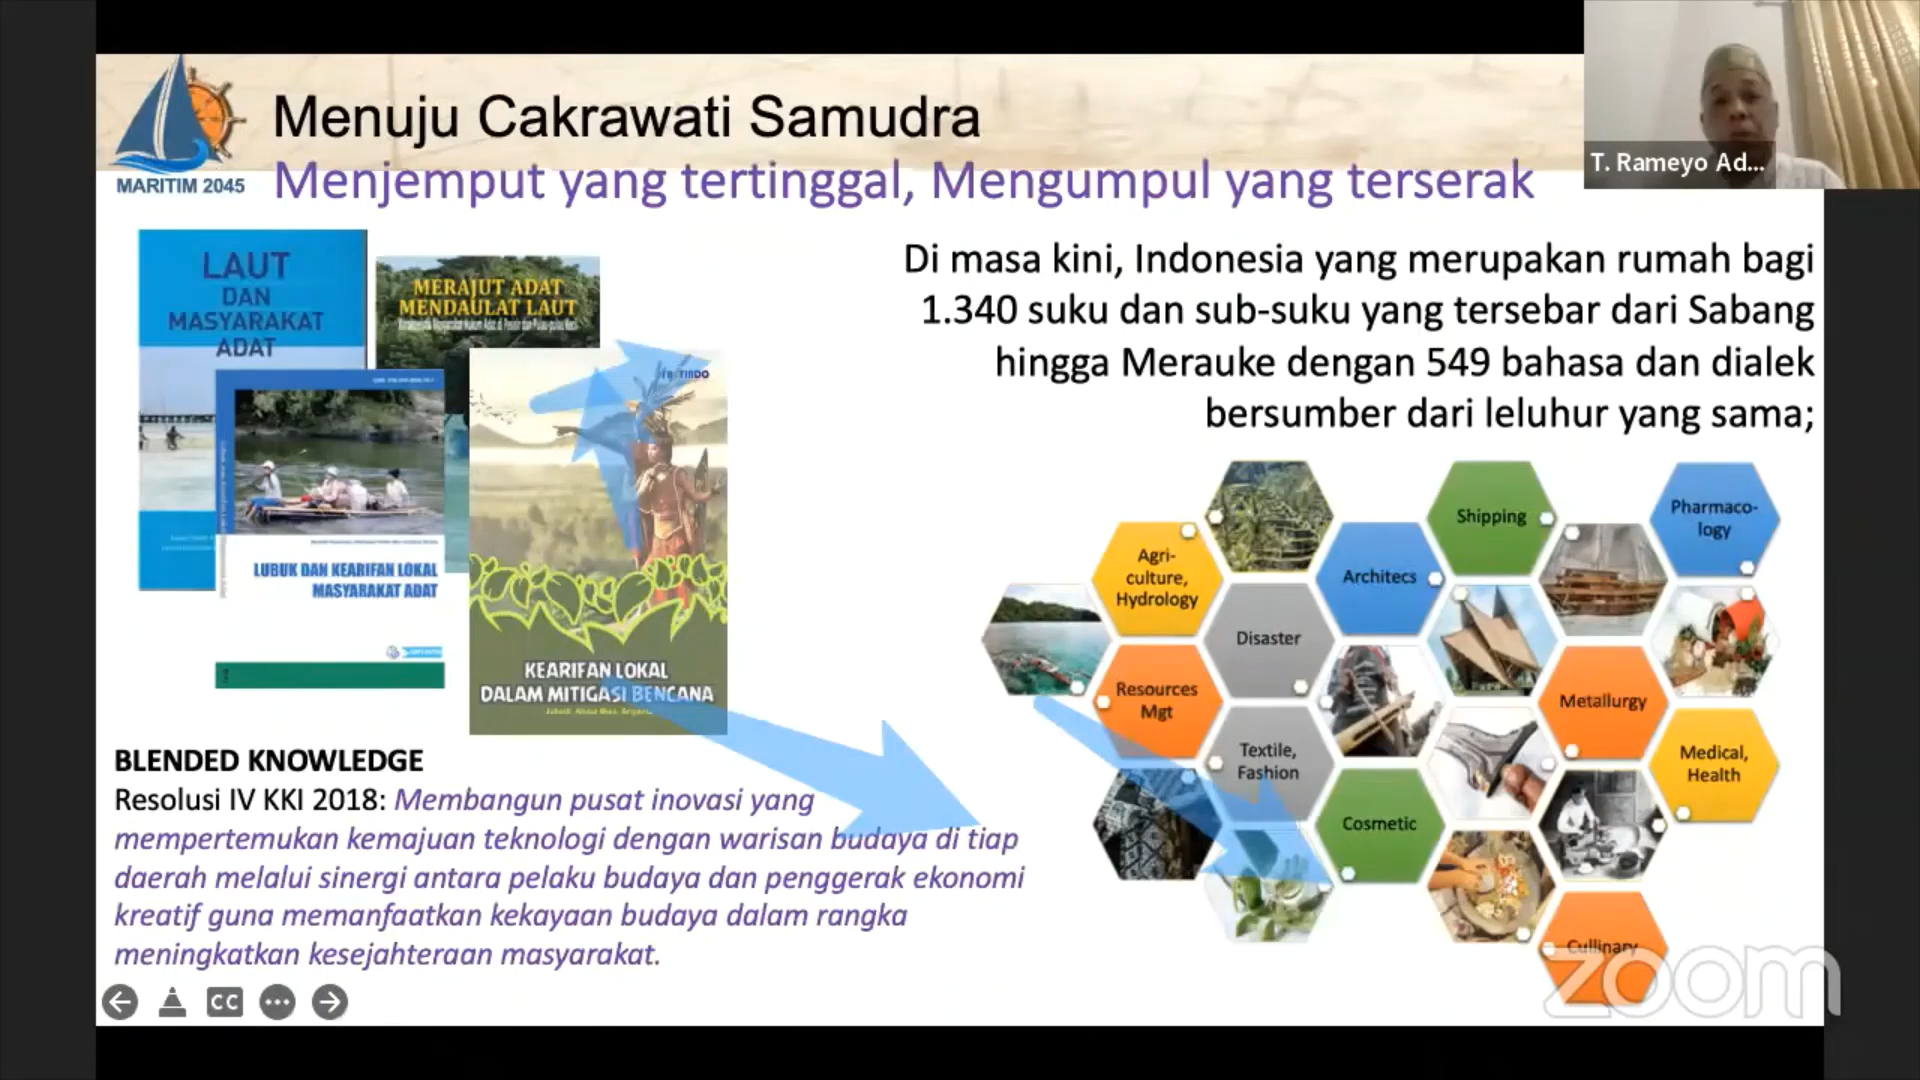 MARITIM 2045
Menuju Cakrawati Samudra
Menjemput yang tertinggal, Mengumpul yang terserak
T. Rameyo Ad...
LAUT
DAN
MASYARAKAT
ADAT
MERAJUT ADAT
MENDAULAT LAUT
LUBUK DAN KEARIFAN LOKAL
MASYARAKAT ADAT
KEARIFAN LOKAL
DALAM MITIGASI BENCANA
Di masa kini, Indonesia yang merupakan rumah bagi
1.340 suku dan sub-suku yang tersebar dari Sabang
hingga Merauke dengan 549 bahasa dan dialek
bersumber dari leluhur yang sama;
Agri-
culture,
Hydrology
Architecs
Shipping
Pharmaco-
logy
Disaster
Resources
Mgt
Metallurgy
Textile,
Fashion
Medical,
Health
Cosmetic
Cullinary
BLENDED KNOWLEDGE
Resolusi IV KKI 2018: Membangun pusat inovasi yang
mempertemukan kemajuan teknologi dengan warisan budaya di tiap
daerah melalui sinergi antara pelaku budaya dan penggerak ekonomi
kreatif guna memanfaatkan kekayaan budaya dalam rangka
meningkatkan kesejahteraan masyarakat.
CC
zoom